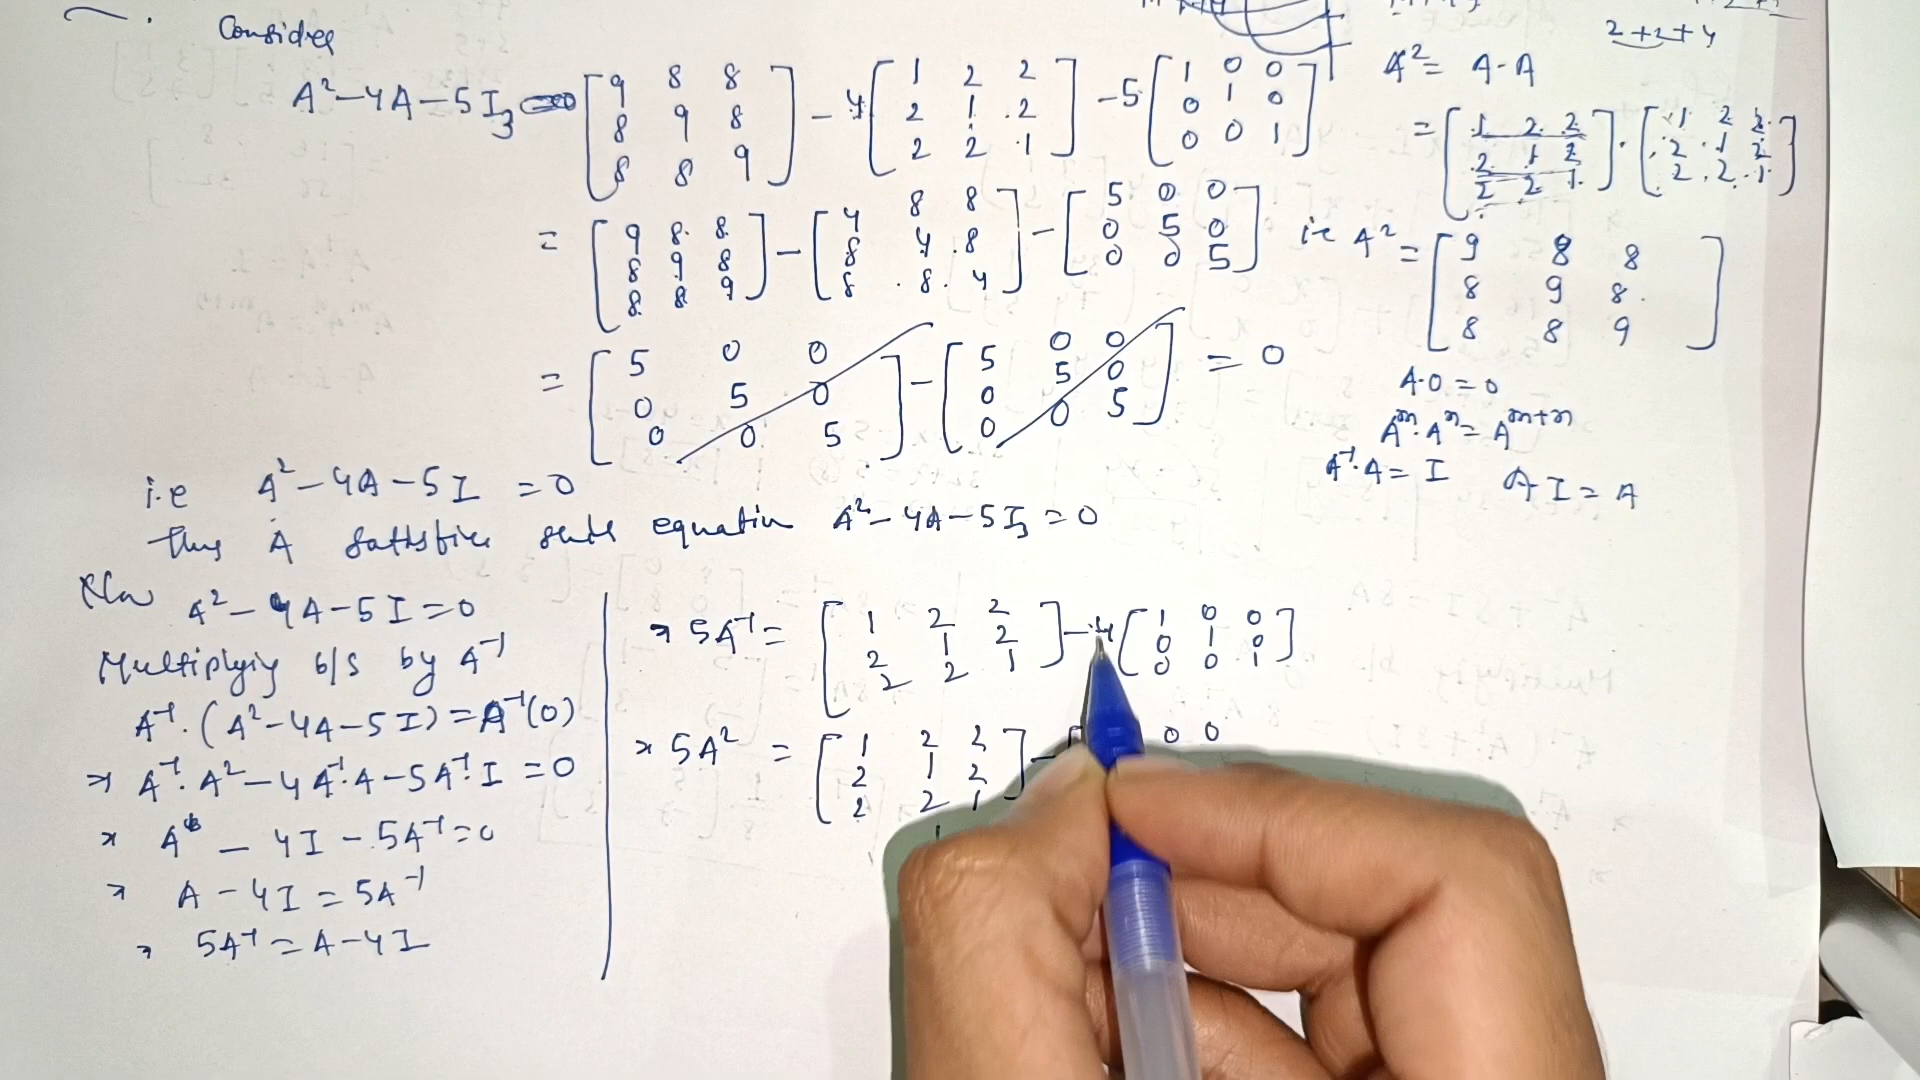 Consider
A² - 4A - 5I₃ = [9 8 8; 8 9 8; 8 8 9] - 4 [1 2 2; 2 1 2; 2 2 1] - 5 [1 0 0; 0 1 0; 0 0 1]
= [9 8 8; 8 9 8; 8 8 9] - [4 8 8; 8 4 8; 8 8 4] - [5 0 0; 0 5 0; 0 0 5]
= [5 0 0; 0 5 0; 0 0 5] - [5 0 0; 0 5 0; 0 0 5] = 0
i.e A² - 4A - 5I = 0
Thus A equation A² - 4A - 5I₃ = 0
2+2+4
A² = A·A
= [1 2 2; 2 1 2; 2 2 1] · [1 2 2; 2 1 2; 2 2 1]
i.e A² = [9 8 8; 8 9 8; 8 8 9]
A·0 = 0
Aᵐ·Aⁿ = Aᵐ⁺ⁿ
A⁻¹·A = I AI = A
A² - 4A - 5I = 0
Multiplying b/s by A⁻¹
A⁻¹·(A² - 4A - 5I) = A⁻¹(0)
⇒ A⁻¹·A² - 4A⁻¹·A - 5A⁻¹·I = 0
⇒ A - 4I - 5A⁻¹ = 0
⇒ A - 4I = 5A⁻¹
⇒ 5A⁻¹ = A - 4I
⇒ 5A⁻¹ = [1 2 2; 2 1 2; 2 2 1] - 4 [1 0 0; 0 1 0; 0 0 1]
⇒ 5A² = [1 2 2; 2 1 2; 2 2 1] - [ 0 0